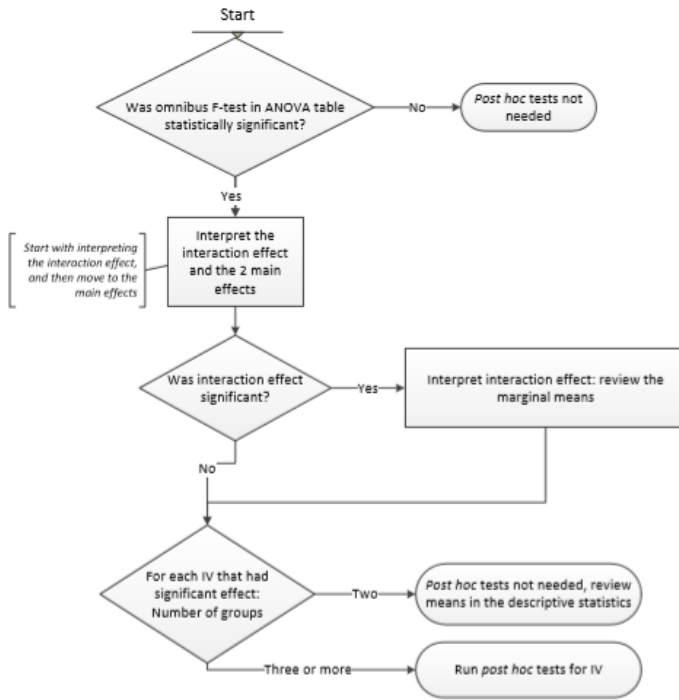 Start
Was omnibus F-test in ANOVA table
statistically significant?
No
Post hoc tests not
needed
Yes
Start with interpreting
the interaction effect,
and then move to the
main effects
Interpret the
interaction effect
and the 2 main
effects
Was interaction effect
significant?
Yes
Interpret interaction effect: review the
marginal means
No
For each IV that had
significant effect:
Number of groups
Two
Post hoc tests not needed, review
means in the descriptive statistics
Three or more
Run post hoc tests for IV